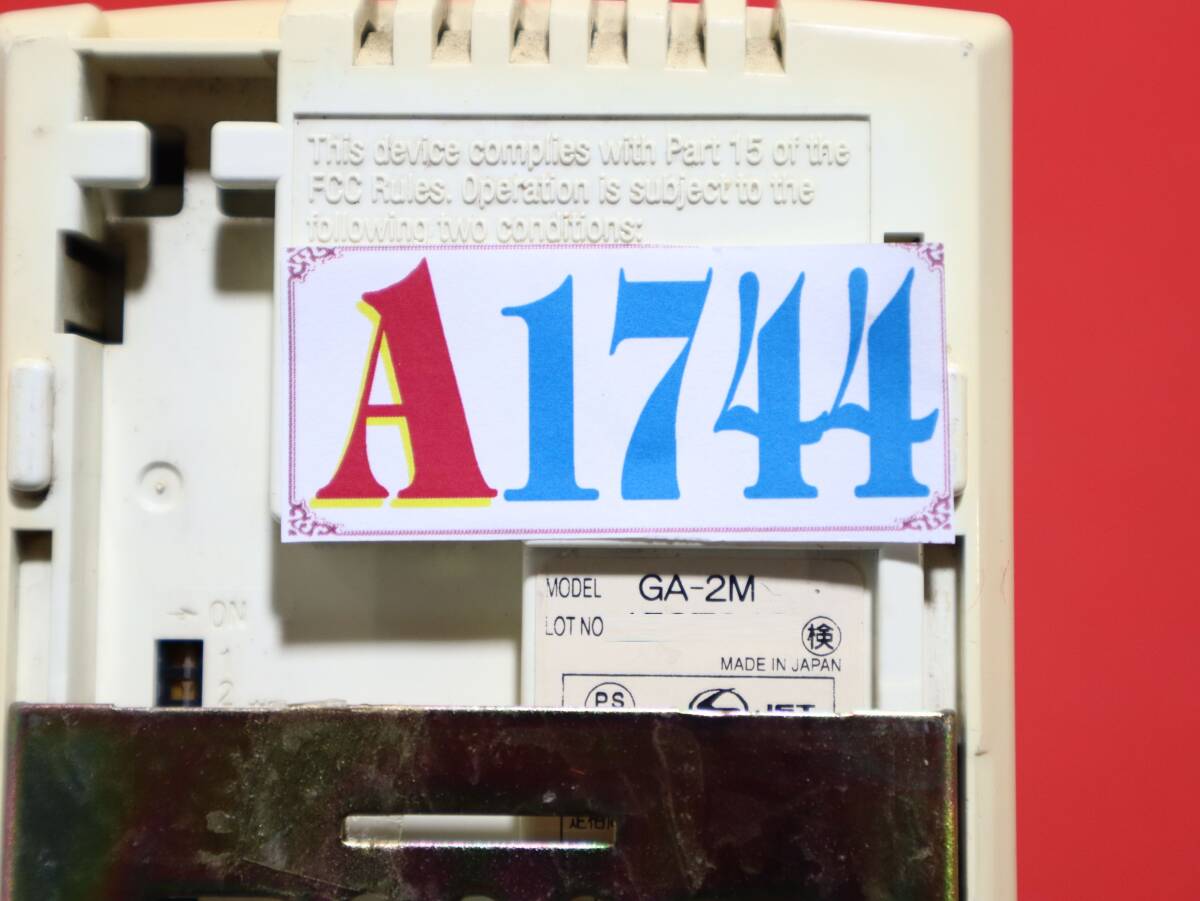 This device complies with Part 15 of the
FCC Rules. Operation is subject to the
following two conditions:
A1744
MODEL GA-2M
LOT NO
検
MADE IN JAPAN
ON
1
2
PS
JET